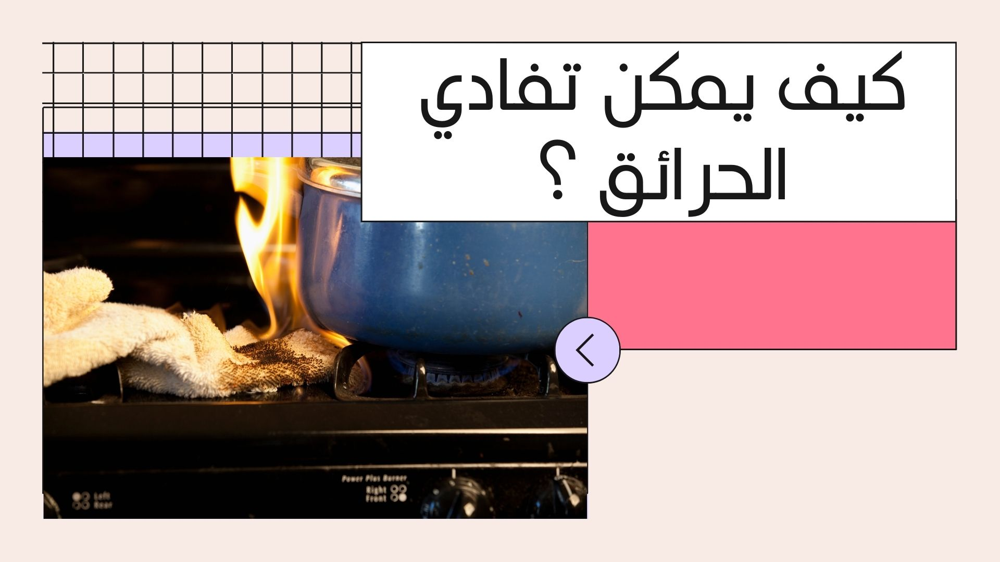 كيف يمكن تفادي
الحرائق ؟
Power Plus Burner
Left
Rear
Right
Front